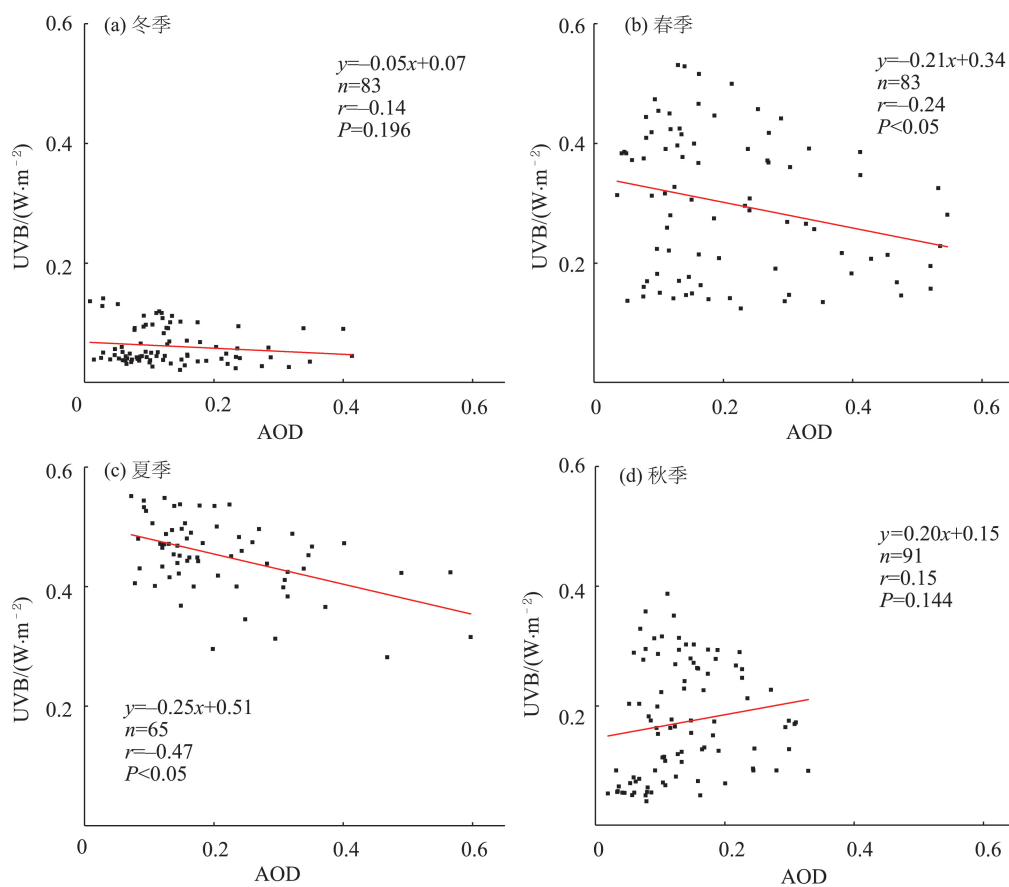 (a) 冬季
0.6
0.4
0.2
UVB/(W·m⁻²)
y=–0.05x+0.07
n=83
r=–0.14
P=0.196
0
0.2
0.4
0.6
AOD
(b) 春季
0.6
0.4
0.2
UVB/(W·m⁻²)
y=–0.21x+0.34
n=83
r=–0.24
P<0.05
0
0.2
0.4
0.6
AOD
(c) 夏季
0.6
0.4
0.2
UVB/(W·m⁻²)
y=–0.25x+0.51
n=65
r=–0.47
P<0.05
0
0.2
0.4
0.6
AOD
(d) 秋季
0.6
0.4
0.2
UVB/(W·m⁻²)
y=0.20x+0.15
n=91
r=0.15
P=0.144
0
0.2
0.4
0.6
AOD